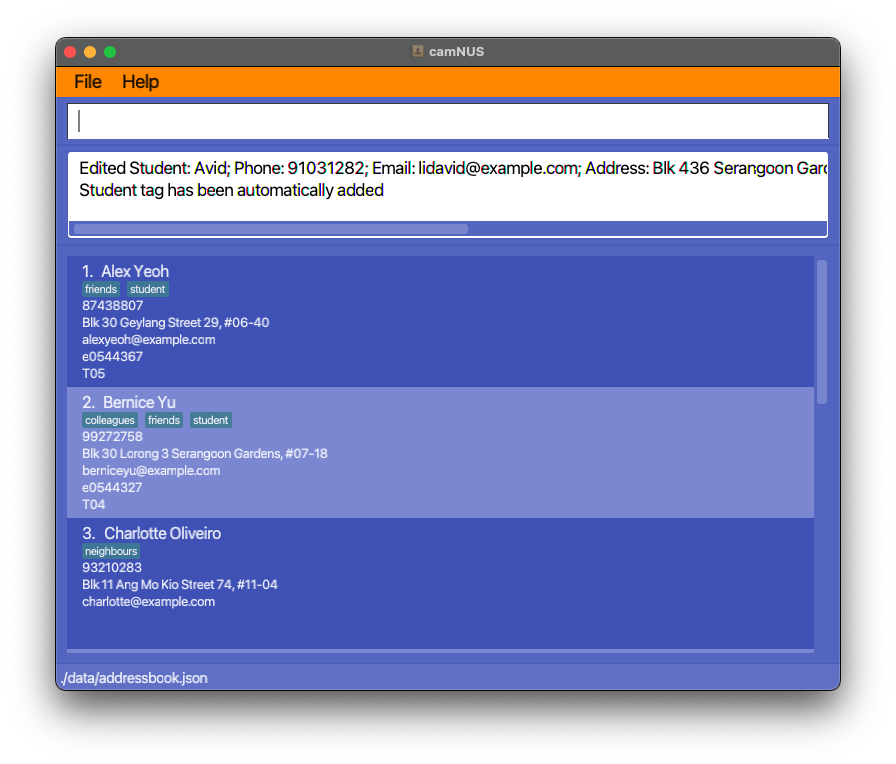 camNUS
File Help
Edited Student: Avid; Phone: 91031282; Email: lidavid@example.com; Address: Blk 436 Serangoon
Student tag has been automatically added
1. Alex Yeoh
friends student
87438807
Blk 30 Geylang Street 29, #06-40
alexyeoh@example.com
e0544367
T05
2. Bernice Yu
colleagues friends student
99272758
Blk 30 Lorong 3 Serangoon Gardens, #07-18
berniceyu@example.com
e0544327
T04
3. Charlotte Oliveiro
neighbours
93210283
Blk 11 Ang Mo Kio Street 74, #11-04
charlotte@example.com
./data/addressbook.json